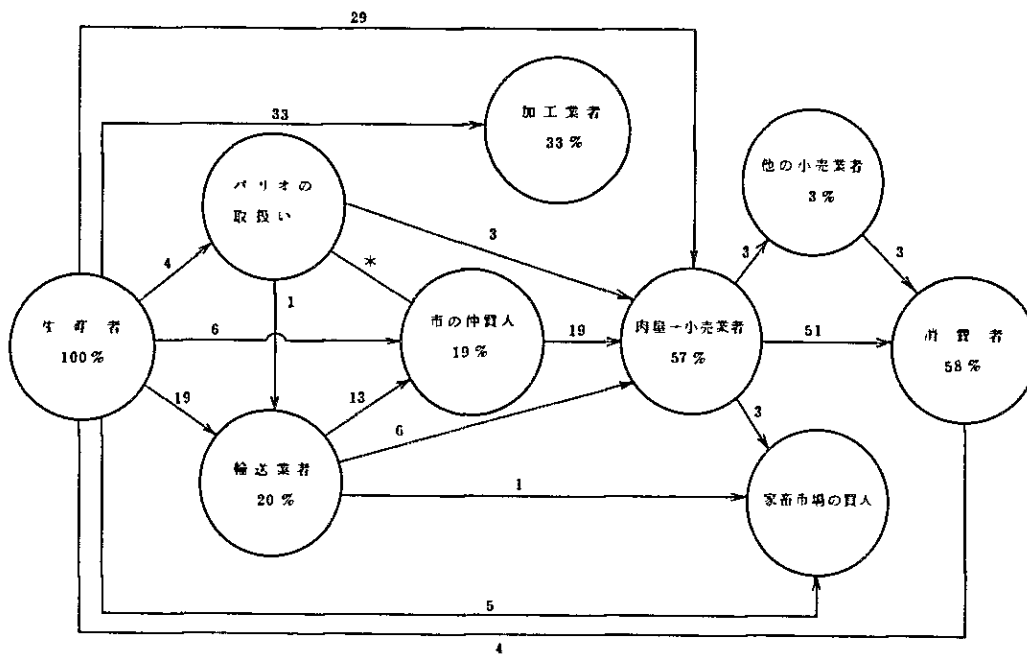 29
33
加工業者
33%
他の小売業者
3%
バリオの
取扱い
3
3
3
4
*
1
生産者
100%
6
市の仲買人
19%
19
肉屋-小売業者
57%
51
消費者
58%
19
13
6
3
輸送業者
20%
1
家畜市場の買人
5
4